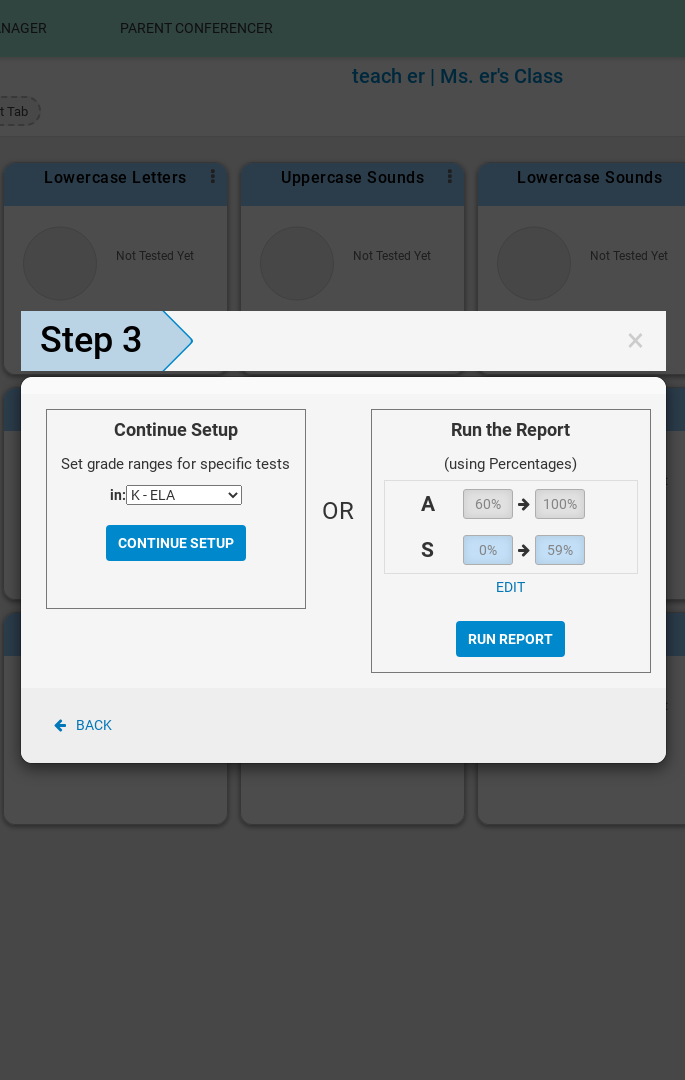 NAGER
PARENT CONFERENCER
teach er | Ms. er's Class
t Tab
Lowercase Letters
Uppercase Sounds
Lowercase Sounds
Not Tested Yet
Not Tested Yet
Not Tested Yet
Step 3
×
Continue Setup
Set grade ranges for specific tests
in: K - ELA
CONTINUE SETUP
OR
Run the Report
(using Percentages)
A 60% → 100%
S 0% → 59%
EDIT
RUN REPORT
← BACK